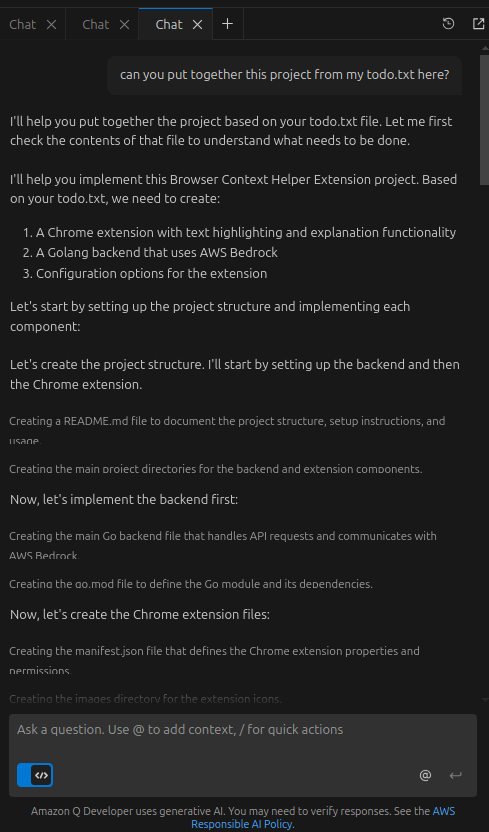 Chat Chat Chat
can you put together this project from my todo.txt here?
I'll help you put together the project based on your todo.txt file. Let me first
check the contents of that file to understand what needs to be done.
I'll help you implement this Browser Context Helper Extension project. Based
on your todo.txt, we need to create:
1. A Chrome extension with text highlighting and explanation functionality
2. A Golang backend that uses AWS Bedrock
3. Configuration options for the extension
Let's start by setting up the project structure and implementing each
component:
Let's create the project structure. I'll start by setting up the backend and then
the Chrome extension.
Creating a README.md file to document the project structure, setup instructions, and
usage.
Creating the main project directories for the backend and extension components.
Now, let's implement the backend first:
Creating the main Go backend file that handles API requests and communicates with
AWS Bedrock.
Creating the go.mod file to define the Go module and its dependencies.
Now, let's create the Chrome extension files:
Creating the manifest.json file that defines the Chrome extension properties and
permissions.
Creating the images directory for the extension icons.
Ask a question. Use @ to add context, / for quick actions
</> @
Amazon Q Developer uses generative AI. You may need to verify responses. See the AWS
Responsible AI Policy.